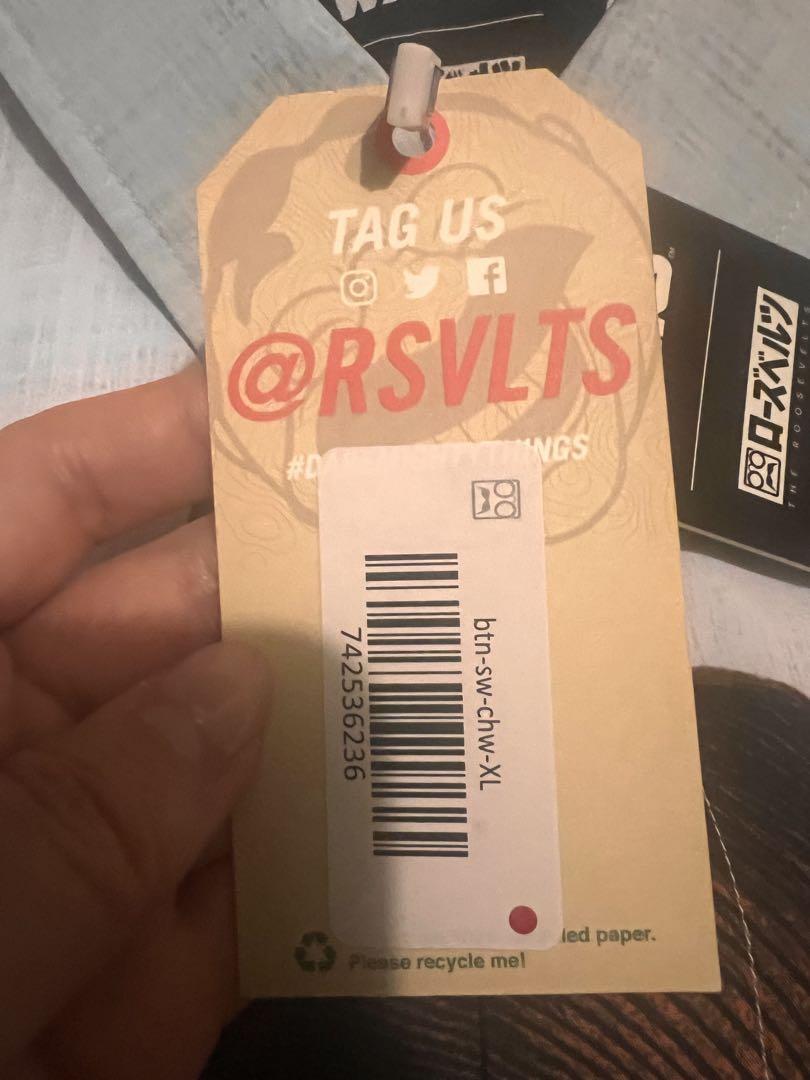 TAG US
@RSVLTS
btn-sw-chw-XL
742536236
paper.
Please recycle me!
ローズベルツ
THE ROOSEVELTS